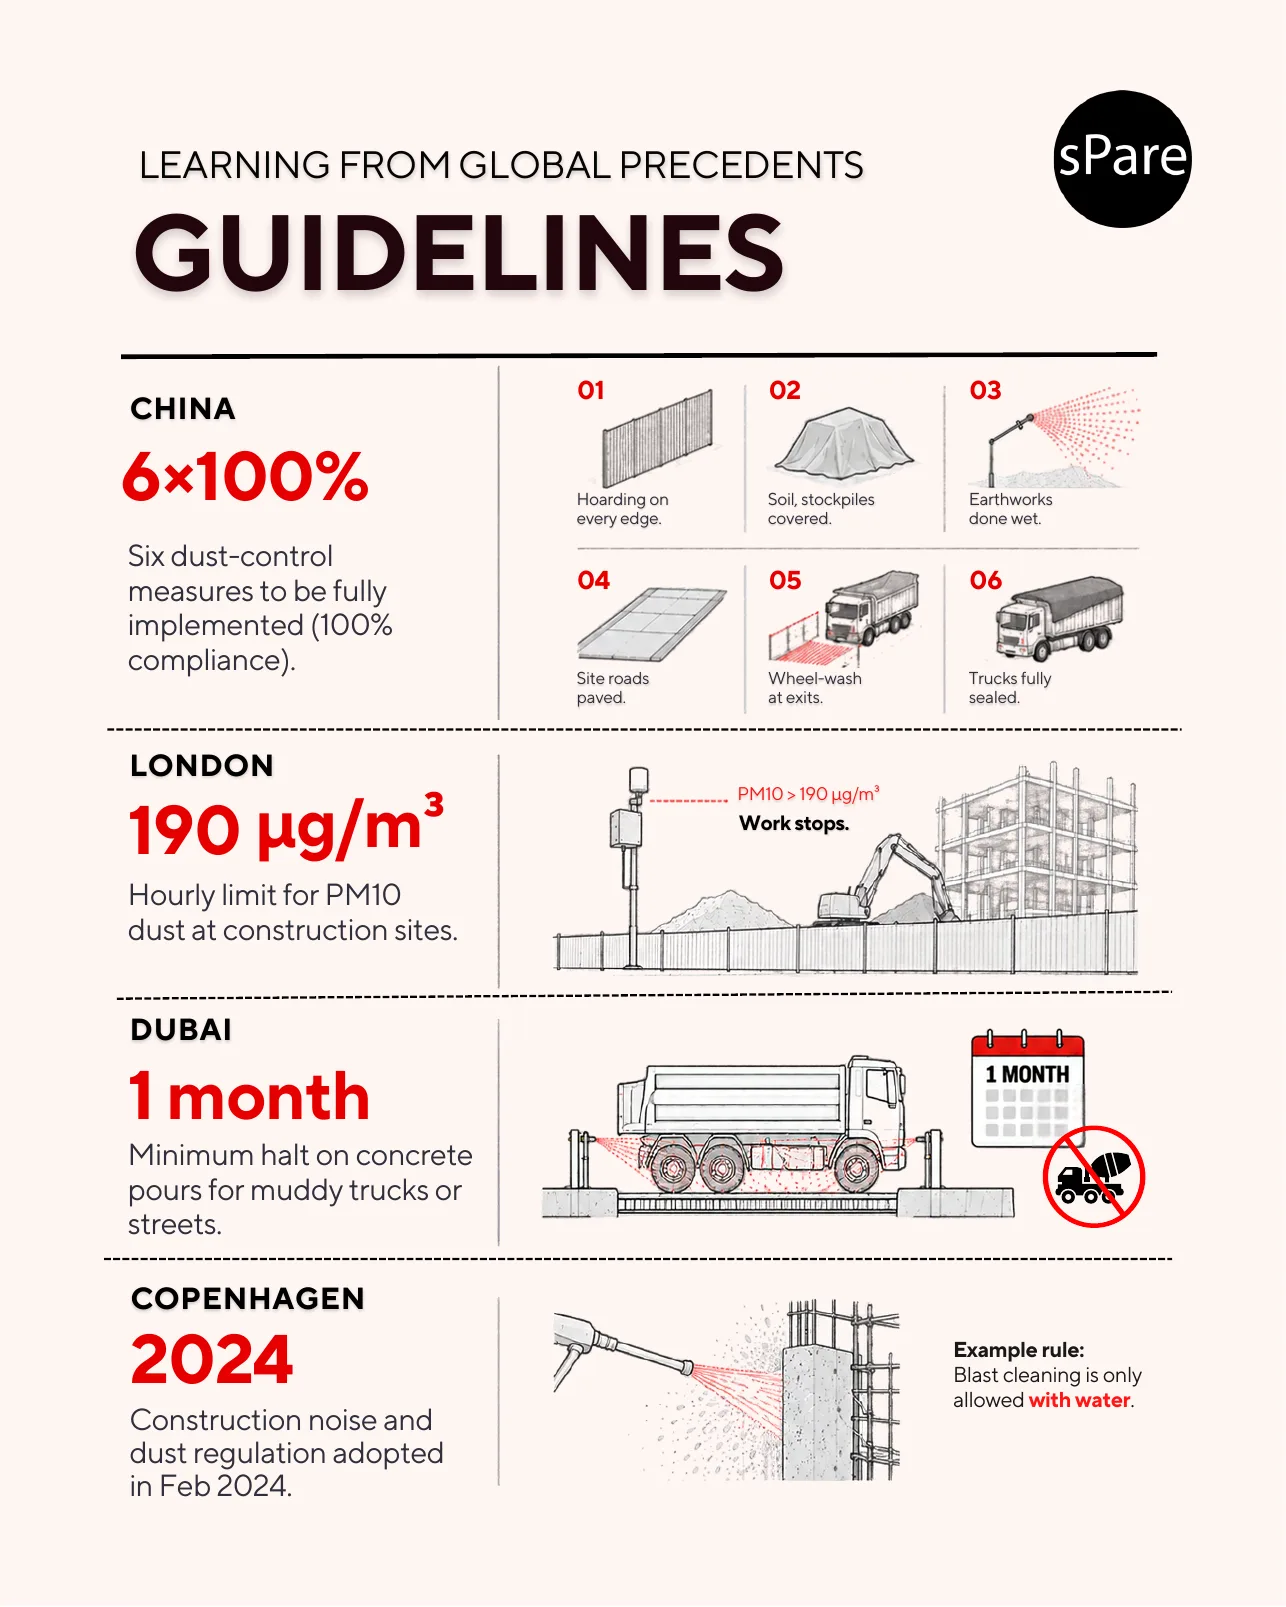 LEARNING FROM GLOBAL PRECEDENTS
sPare
GUIDELINES
CHINA
6×100%
Six dust-control
measures to be fully
implemented (100%
compliance).
01
Hoarding on
every edge.
02
Soil, stockpiles
covered.
03
Earthworks
done wet.
04
Site roads
paved.
05
Wheel-wash
at exits.
06
Trucks fully
sealed.
LONDON
190 µg/m³
Hourly limit for PM10
dust at construction sites.
PM10 > 190 µg/m³
Work stops.
DUBAI
1 month
Minimum halt on concrete
pours for muddy trucks or
streets.
1 MONTH
COPENHAGEN
2024
Construction noise and
dust regulation adopted
in Feb 2024.
Example rule:
Blast cleaning is only
allowed with water.